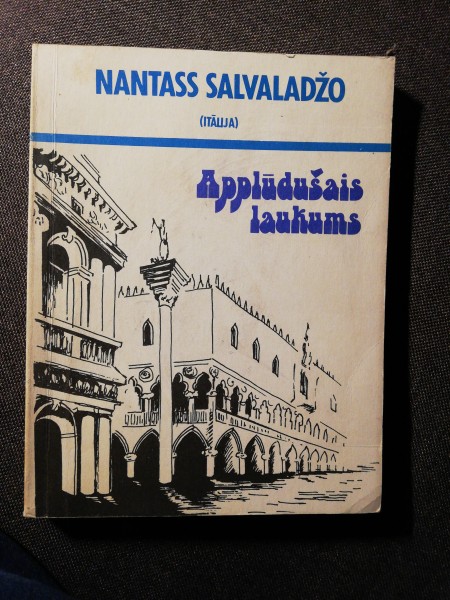 NANTASS SALVALADŽO
(ITĀLIJA)
Applūdušais
laukums